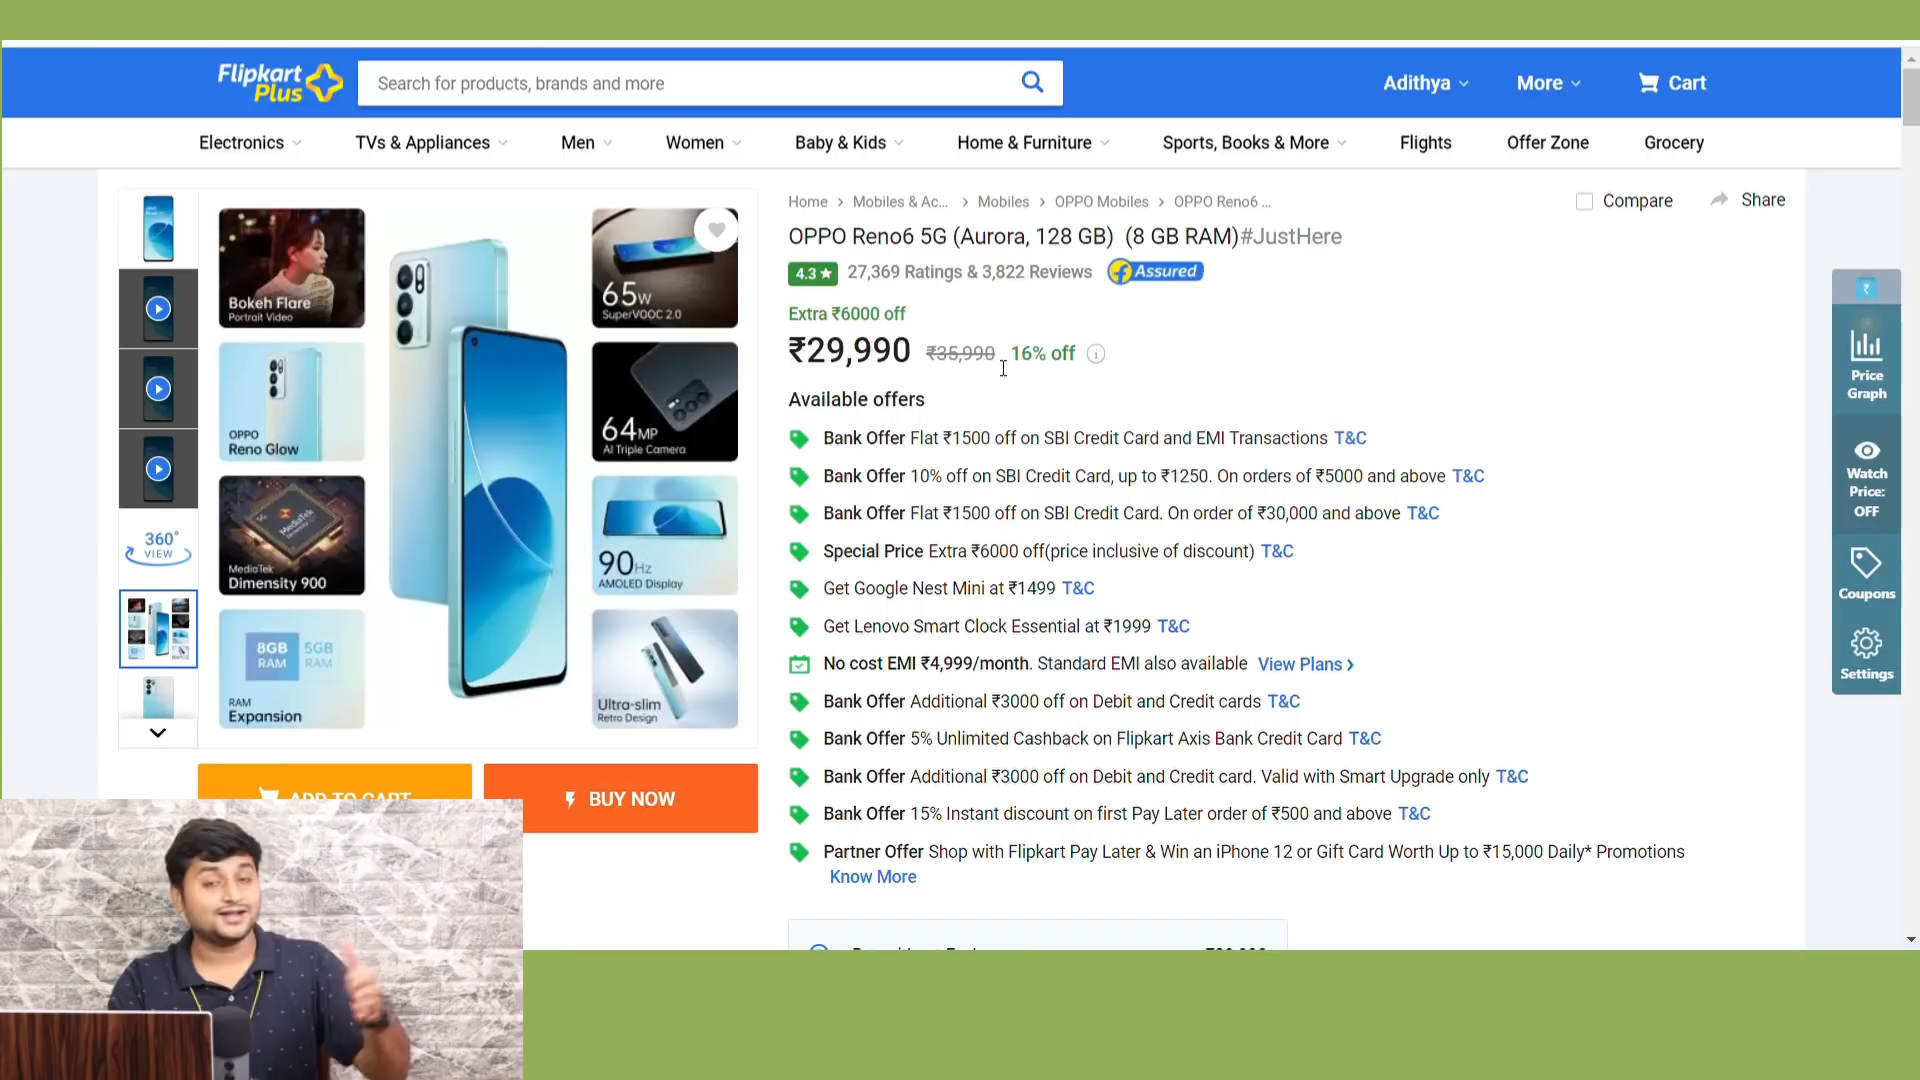 Flipkart
Plus
Search for products, brands and more
Adithya
More
Cart
Electronics
TVs & Appliances
Men
Women
Baby & Kids
Home & Furniture
Sports, Books & More
Flights
Offer Zone
Grocery
Home > Mobiles & Ac... > Mobiles > OPPO Mobiles > OPPO Reno6 ...
Compare
Share
OPPO Reno6 5G (Aurora, 128 GB) (8 GB RAM)#JustHere
4.3★ 27,369 Ratings & 3,822 Reviews
Assured
Extra ₹6000 off
₹29,990 ₹35,990 16% off
Available offers
Bank Offer Flat ₹1500 off on SBI Credit Card and EMI Transactions T&C
Bank Offer 10% off on SBI Credit Card, up to ₹1250. On orders of ₹5000 and above T&C
Bank Offer Flat ₹1500 off on SBI Credit Card. On order of ₹30,000 and above T&C
Special Price Extra ₹6000 off(price inclusive of discount) T&C
Get Google Nest Mini at ₹1499 T&C
Get Lenovo Smart Clock Essential at ₹1999 T&C
No cost EMI ₹4,999/month. Standard EMI also available View Plans >
Bank Offer Additional ₹3000 off on Debit and Credit cards T&C
Bank Offer 5% Unlimited Cashback on Flipkart Axis Bank Credit Card T&C
Bank Offer Additional ₹3000 off on Debit and Credit card. Valid with Smart Upgrade only T&C
Bank Offer 15% Instant discount on first Pay Later order of ₹500 and above T&C
Partner Offer Shop with Flipkart Pay Later & Win an iPhone 12 or Gift Card Worth Up to ₹15,000 Daily* Promotions
Know More
360°
VIEW
Bokeh Flare
Portrait Video
65W
SuperVOOC 2.0
OPPO
Reno Glow
64MP
AI Triple Camera
5G
MediaTek
MediaTek
Dimensity 900
90Hz
AMOLED Display
8GB
RAM
5GB
RAM
RAM
Expansion
Ultra-slim
Retro Design
ADD TO CART
BUY NOW
₹
Price
Graph
Watch
Price:
OFF
Coupons
Settings